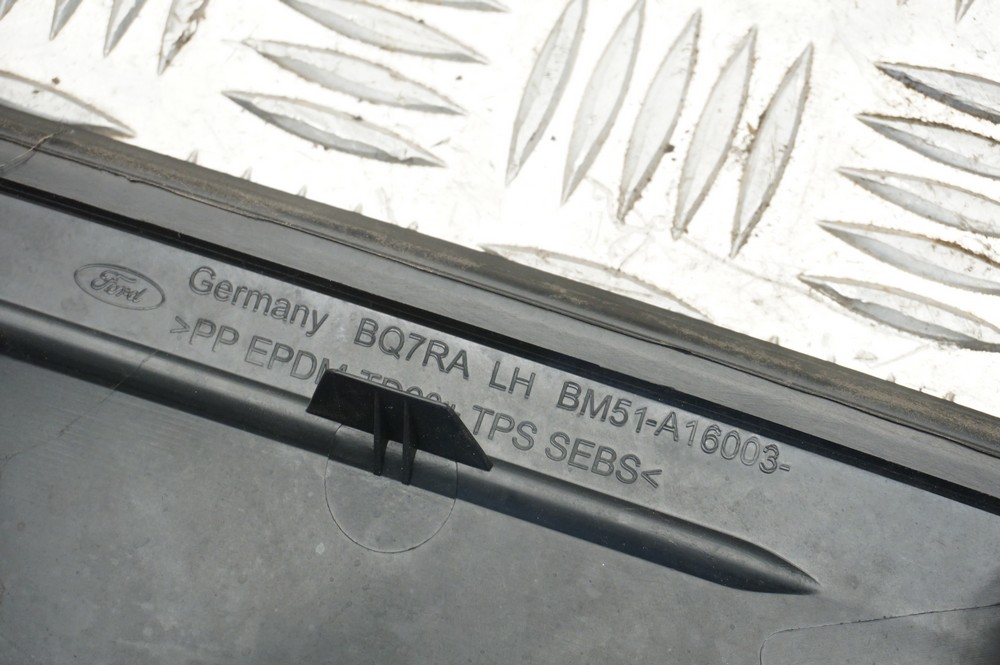 Ford
Germany BQ7RA LH BM51-A16003-
>PP EPDM TPS SEBS<